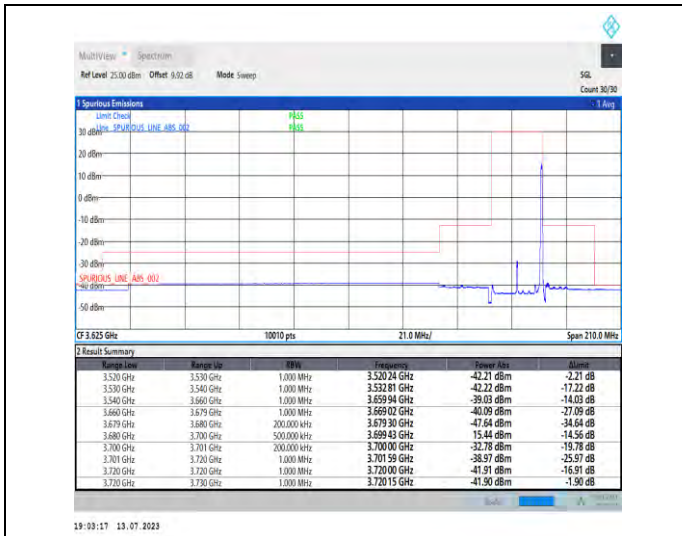 MultiView Spectrum
Ref Level 25.00 dBm Offset 9.92 dB Mode Sweep SGL
Count 30/30
1 Spurious Emissions 1 Avg
Limit Check PASS
Line SPURIOUS_LINE_ABS_002 PASS
30 dBm
20 dBm
10 dBm
0 dBm
-10 dBm
-20 dBm
-30 dBm
SPURIOUS_LINE_ABS_002
-40 dBm
-50 dBm
CF 3.625 GHz 10010 pts 21.0 MHz/ Span 210.0 MHz
2 Result Summary
Range Low Range Up RBW Frequency Power Abs ΔLimit
3.520 GHz 3.530 GHz 1.000 MHz 3.520 24 GHz -42.21 dBm -2.21 dB
3.530 GHz 3.540 GHz 1.000 MHz 3.532 81 GHz -42.22 dBm -17.22 dB
3.540 GHz 3.660 GHz 1.000 MHz 3.659 94 GHz -39.03 dBm -14.03 dB
3.660 GHz 3.679 GHz 1.000 MHz 3.669 02 GHz -40.09 dBm -27.09 dB
3.679 GHz 3.680 GHz 200.000 kHz 3.679 30 GHz -47.64 dBm -34.64 dB
3.680 GHz 3.700 GHz 500.000 kHz 3.699 43 GHz 15.44 dBm -14.56 dB
3.700 GHz 3.701 GHz 200.000 kHz 3.700 00 GHz -32.78 dBm -19.78 dB
3.701 GHz 3.720 GHz 1.000 MHz 3.701 59 GHz -38.97 dBm -25.97 dB
3.720 GHz 3.720 GHz 1.000 MHz 3.720 00 GHz -41.91 dBm -16.91 dB
3.720 GHz 3.730 GHz 1.000 MHz 3.720 15 GHz -41.90 dBm -1.90 dB
19:03:17 13.07.2023